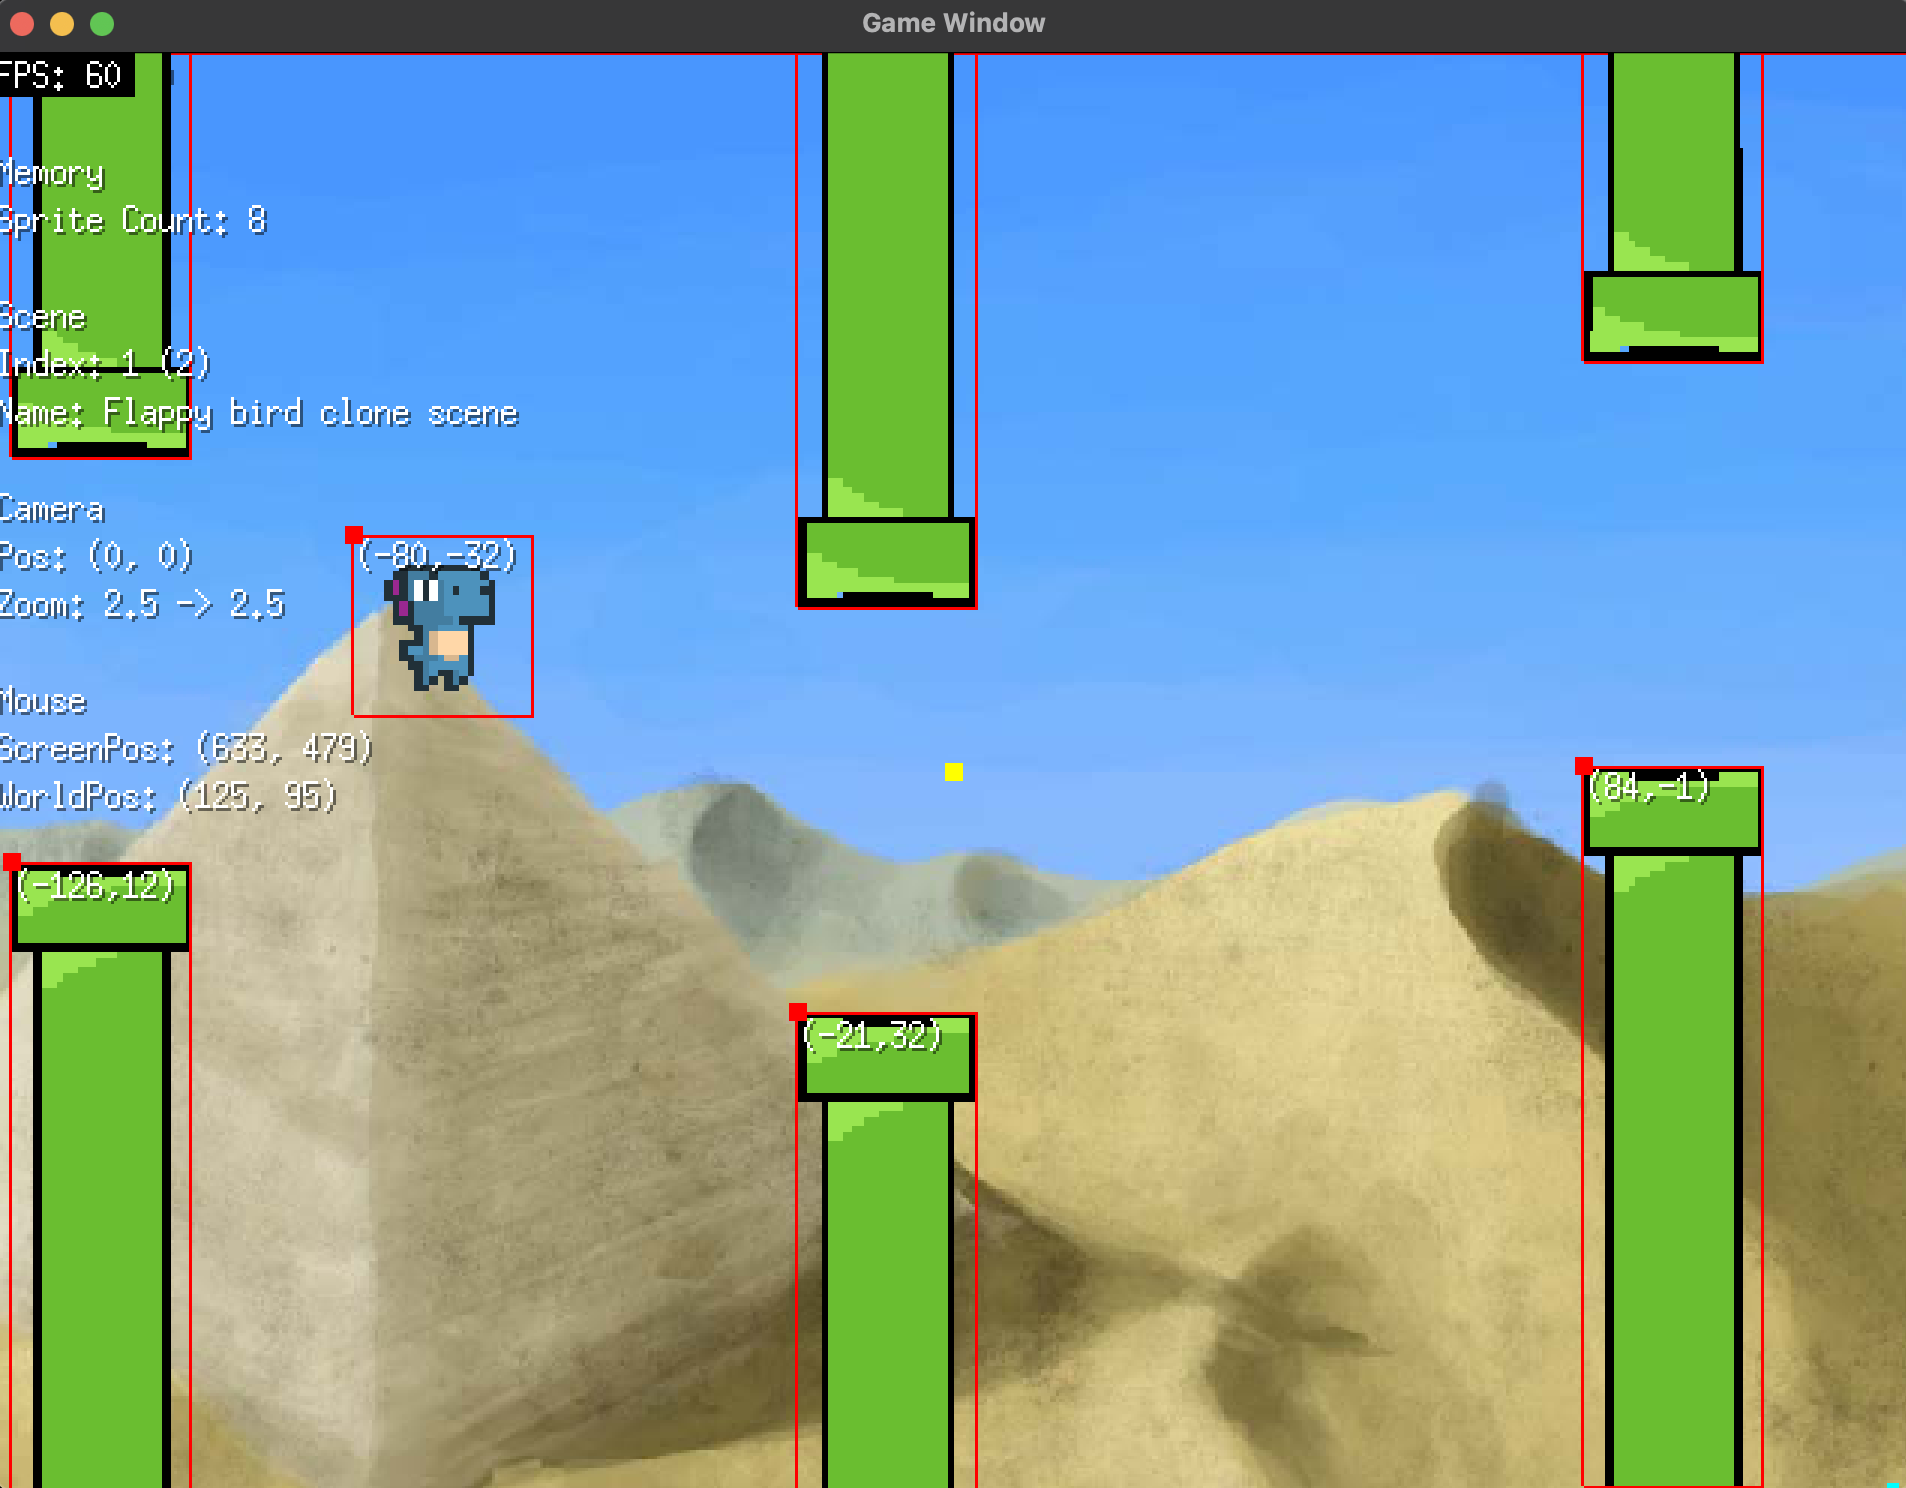 Game Window
FPS: 60
Memory
Sprite Count: 8
Scene
Index: 1 (2)
Name: Flappy bird clone scene
Camera
Pos: (0, 0)
Zoom: 2.5 -> 2.5
Mouse
ScreenPos: (633, 479)
WorldPos: (125, 95)
(-80,-32)
(84,-1)
(-126,12)
(-21,32)